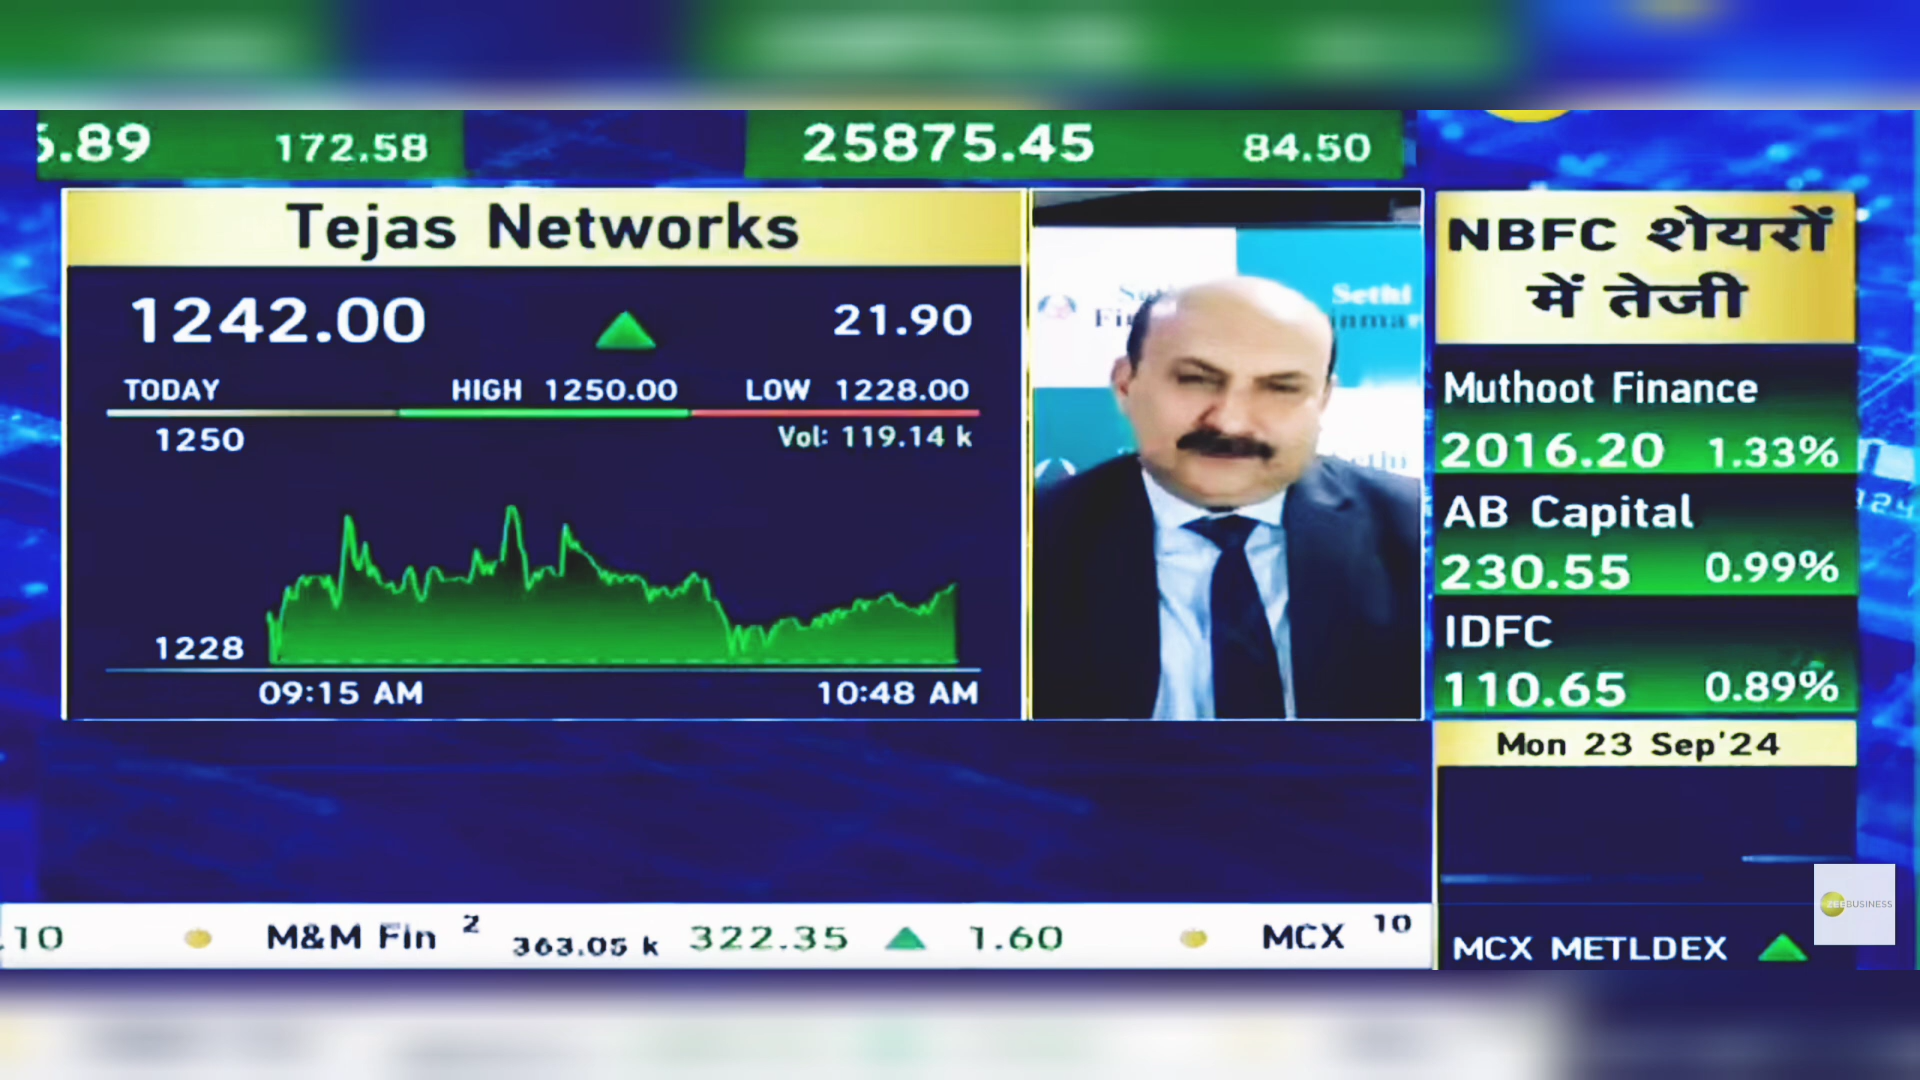 5.89 172.58
25875.45 84.50
Tejas Networks
1242.00 21.90
TODAY HIGH 1250.00 LOW 1228.00
1250 Vol: 119.14 k
1228
09:15 AM 10:48 AM
Sethi
NBFC शेयरों
में तेजी
Muthoot Finance
2016.20 1.33%
AB Capital
230.55 0.99%
IDFC
110.65 0.89%
Mon 23 Sep'24
ZEEBUSINESS
MCX METLDEX
.10 M&M Fin 2 363.05 k 322.35 1.60 MCX 10